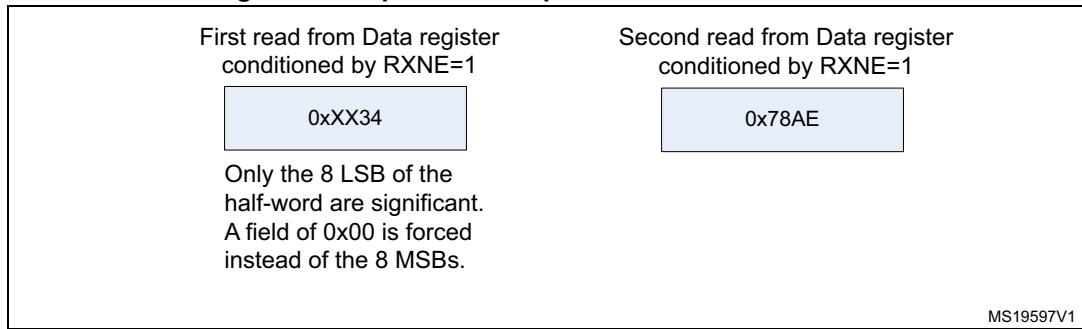 First read from Data register
conditioned by RXNE=1
0xXX34
Only the 8 LSB of the
half-word are significant.
A field of 0x00 is forced
instead of the 8 MSBs.
Second read from Data register
conditioned by RXNE=1
0x78AE
MS19597V1